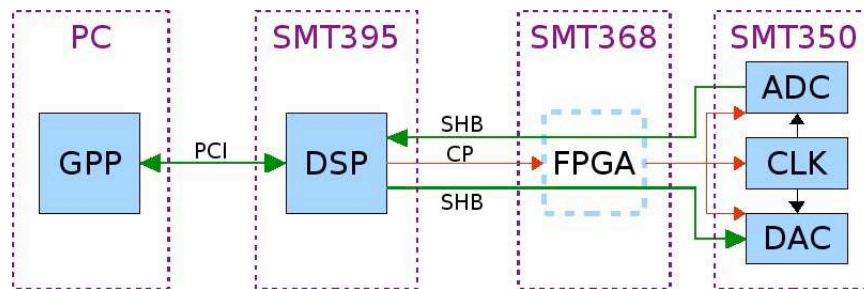 PC
SMT395
SMT368
SMT350
GPP
PCI
DSP
SHB
CP
SHB
FPGA
ADC
CLK
DAC